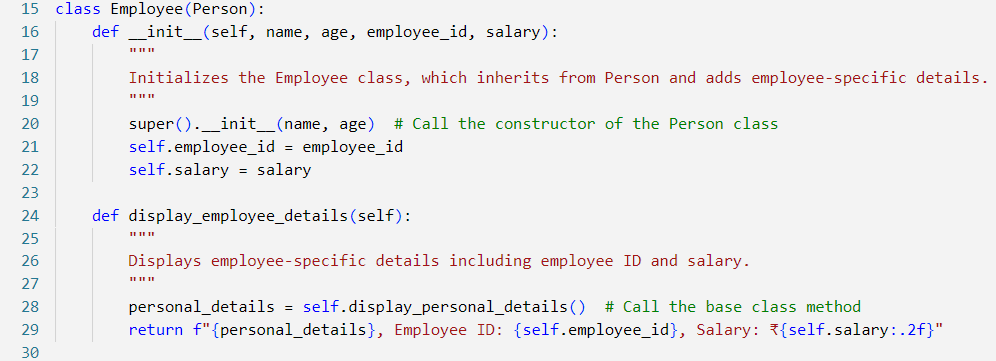 15 class Employee(Person):
16     def __init__(self, name, age, employee_id, salary):
17         """
18         Initializes the Employee class, which inherits from Person and adds employee-specific details.
19         """
20         super().__init__(name, age)  # Call the constructor of the Person class
21         self.employee_id = employee_id
22         self.salary = salary
23
24     def display_employee_details(self):
25         """
26         Displays employee-specific details including employee ID and salary.
27         """
28         personal_details = self.display_personal_details()  # Call the base class method
29         return f"{personal_details}, Employee ID: {self.employee_id}, Salary: ₹{self.salary:.2f}"
30